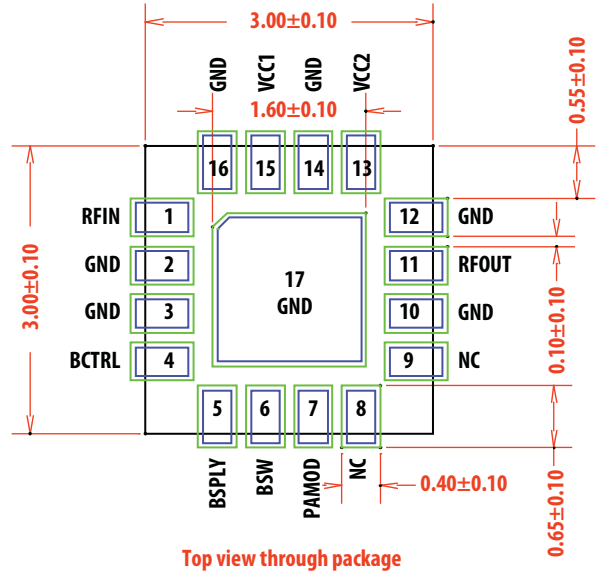 3.00±0.10
GND
VCC1
GND
VCC2
1.60±0.10
0.55±0.10
16
15
14
13
RFIN
1
12
GND
GND
2
11
RFOUT
17
GND
GND
3
10
GND
BCTRL
4
9
NC
3.00±0.10
0.10±0.10
5
6
7
8
BSPLY
BSW
PAMOD
NC
0.40±0.10
0.65±0.10
Top view through package